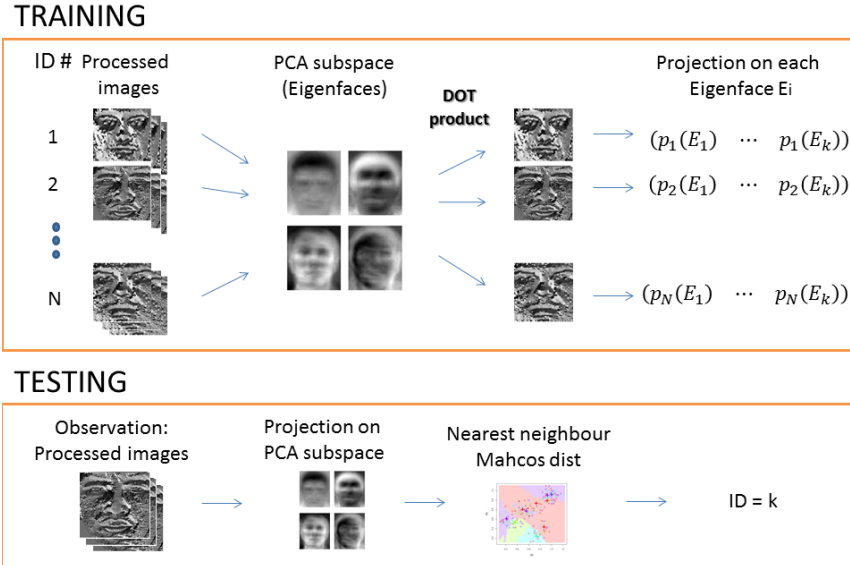 TRAINING
ID #
Processed
images
PCA subspace
(Eigenfaces)
DOT
product
Projection on each
Eigenface Ei
1
(p₁(E₁) ⋯ p₁(Eₖ))
2
(p₂(E₁) ⋯ p₂(Eₖ))
N
(p_N(E₁) ⋯ p_N(Eₖ))
TESTING
Observation:
Processed images
Projection on
PCA subspace
Nearest neighbour
Mahcos dist
ID = k